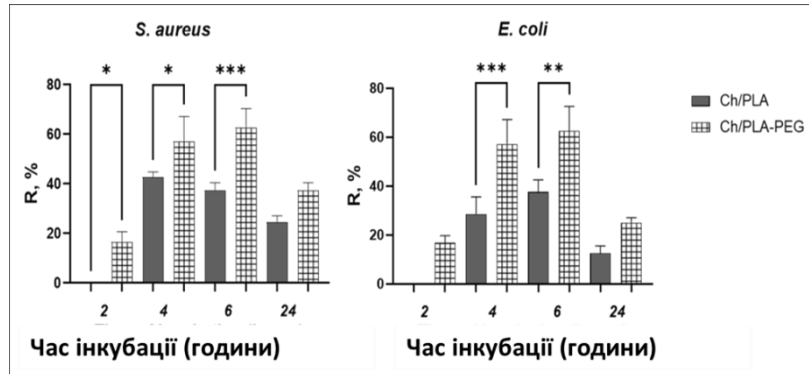 S. aureus
E. coli
* * ***
*** **
80
60
40
20
0
R, %
2 4 6 24
80
60
40
20
0
R, %
2 4 6 24
Ch/PLA
Ch/PLA-PEG
Час інкубації (години)
Час інкубації (години)